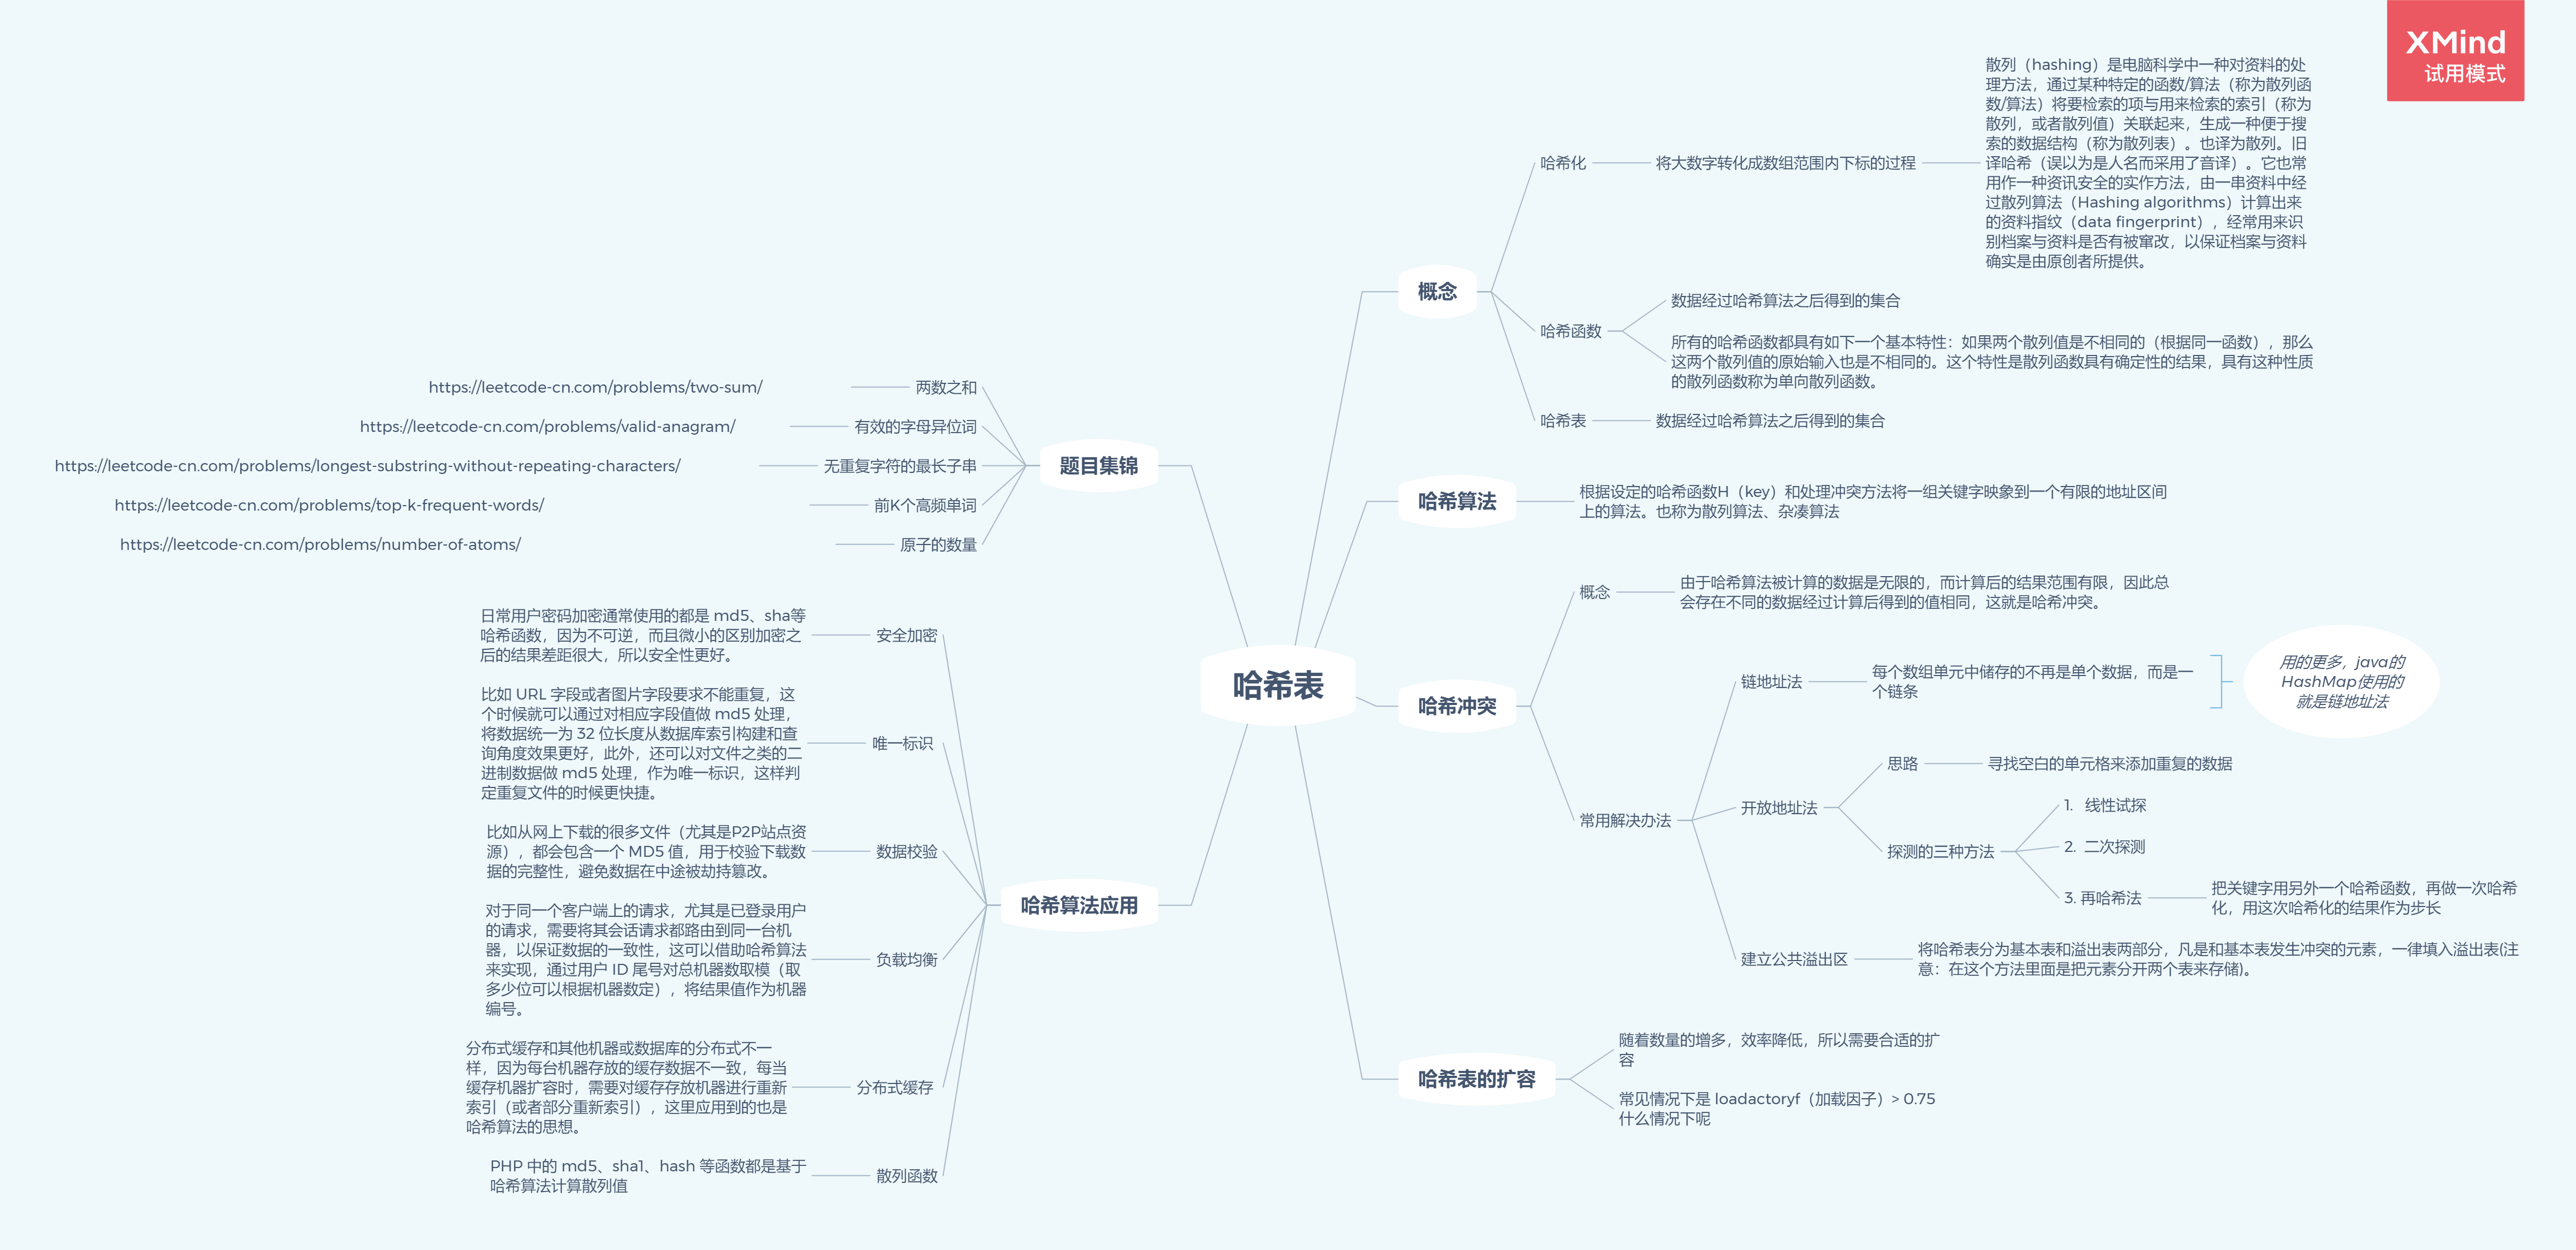 XMind
试用模式
哈希表
概念
哈希化
将大数字转化成数组范围内下标的过程
散列（hashing）是电脑科学中一种对资料的处
理方法，通过某种特定的函数/算法（称为散列函
数/算法）将要检索的项与用来检索的索引（称为
散列，或者散列值）关联起来，生成一种便于搜
索的数据结构（称为散列表）。也译为散列。旧
译哈希（误以为是人名而采用了音译）。它也常
用作一种资讯安全的实作方法，由一串资料中经
过散列算法（Hashing algorithms）计算出来
的资料指纹（data fingerprint），经常用来识
别档案与资料是否有被窜改，以保证档案与资料
确实是由原创者所提供。
哈希函数
数据经过哈希算法之后得到的集合
所有的哈希函数都具有如下一个基本特性：如果两个散列值是不相同的（根据同一函数），那么
这两个散列值的原始输入也是不相同的。这个特性是散列函数具有确定性的结果，具有这种性质
的散列函数称为单向散列函数。
哈希表
数据经过哈希算法之后得到的集合
哈希算法
根据设定的哈希函数H（key）和处理冲突方法将一组关键字映象到一个有限的地址区间
上的算法。也称为散列算法、杂凑算法
哈希冲突
概念
由于哈希算法被计算的数据是无限的，而计算后的结果范围有限，因此总
会存在不同的数据经过计算后得到的值相同，这就是哈希冲突。
常用解决办法
链地址法
每个数组单元中储存的不再是单个数据，而是一
个链条
用的更多，java的
HashMap使用的
就是链地址法
开放地址法
思路
寻找空白的单元格来添加重复的数据
探测的三种方法
1. 线性试探
2. 二次探测
3. 再哈希法
把关键字用另外一个哈希函数，再做一次哈希
化，用这次哈希化的结果作为步长
建立公共溢出区
将哈希表分为基本表和溢出表两部分，凡是和基本表发生冲突的元素，一律填入溢出表(注
意：在这个方法里面是把元素分开两个表来存储)。
哈希表的扩容
随着数量的增多，效率降低，所以需要合适的扩
容
常见情况下是 loadactoryf（加载因子）> 0.75
什么情况下呢
题目集锦
两数之和
https://leetcode-cn.com/problems/two-sum/
有效的字母异位词
https://leetcode-cn.com/problems/valid-anagram/
无重复字符的最长子串
https://leetcode-cn.com/problems/longest-substring-without-repeating-characters/
前K个高频单词
https://leetcode-cn.com/problems/top-k-frequent-words/
原子的数量
https://leetcode-cn.com/problems/number-of-atoms/
哈希算法应用
安全加密
日常用户密码加密通常使用的都是 md5、sha等
哈希函数，因为不可逆，而且微小的区别加密之
后的结果差距很大，所以安全性更好。
唯一标识
比如 URL 字段或者图片字段要求不能重复，这
个时候就可以通过对相应字段值做 md5 处理，
将数据统一为 32 位长度从数据库索引构建和查
询角度效果更好，此外，还可以对文件之类的二
进制数据做 md5 处理，作为唯一标识，这样判
定重复文件的时候更快捷。
数据校验
比如从网上下载的很多文件（尤其是P2P站点资
源），都会包含一个 MD5 值，用于校验下载数
据的完整性，避免数据在中途被劫持篡改。
负载均衡
对于同一个客户端上的请求，尤其是已登录用户
的请求，需要将其会话请求都路由到同一台机
器，以保证数据的一致性，这可以借助哈希算法
来实现，通过用户 ID 尾号对总机器数取模（取
多少位可以根据机器数定），将结果值作为机器
编号。
分布式缓存
分布式缓存和其他机器或数据库的分布式不一
样，因为每台机器存放的缓存数据不一致，每当
缓存机器扩容时，需要对缓存存放机器进行重新
索引（或者部分重新索引），这里应用到的也是
哈希算法的思想。
散列函数
PHP 中的 md5、sha1、hash 等函数都是基于
哈希算法计算散列值